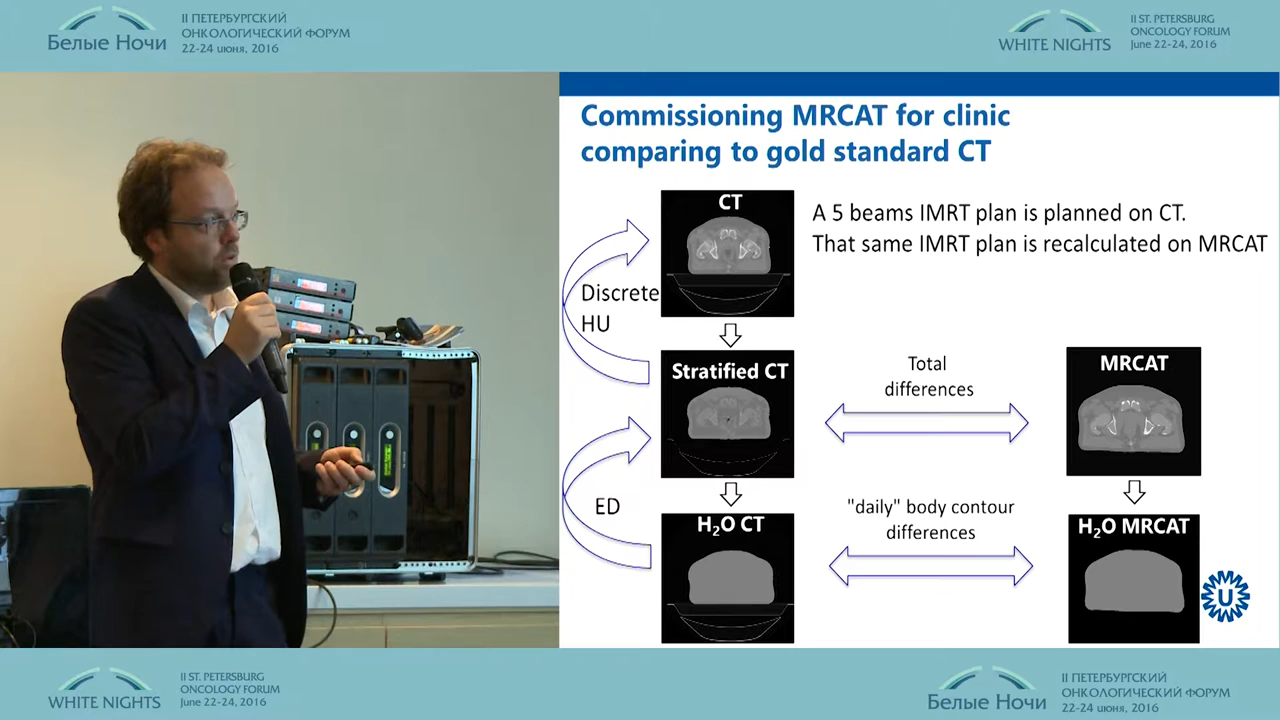 II ПЕТЕРБУРГСКИЙ
ОНКОЛОГИЧЕСКИЙ ФОРУМ
Белые Ночи
22-24 июня, 2016
II ST. PETERSBURG
ONCOLOGY FORUM
WHITE NIGHTS
June 22-24, 2016
Commissioning MRCAT for clinic
comparing to gold standard CT
CT
A 5 beams IMRT plan is planned on CT.
That same IMRT plan is recalculated on MRCAT
Discrete
HU
Stratified CT
Total
differences
MRCAT
ED
H₂O CT
"daily" body contour
differences
H₂O MRCAT
U
II ST. PETERSBURG
ONCOLOGY FORUM
WHITE NIGHTS
June 22-24, 2016
II ПЕТЕРБУРГСКИЙ
ОНКОЛОГИЧЕСКИЙ ФОРУМ
Белые Ночи
22-24 июня, 2016